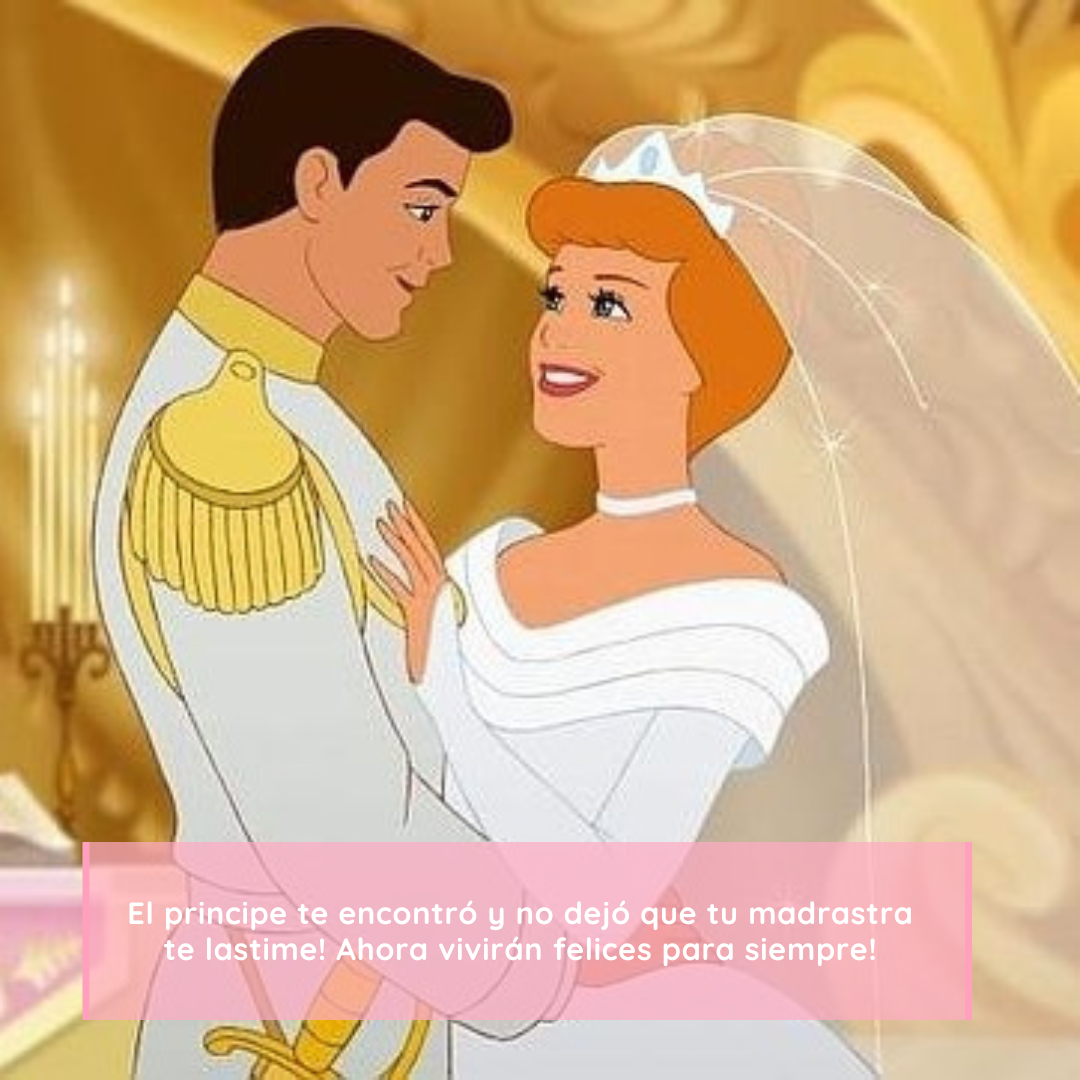 El principe te encontró y no dejó que tu madrastra
te lastime! Ahora vivirán felices para siempre!